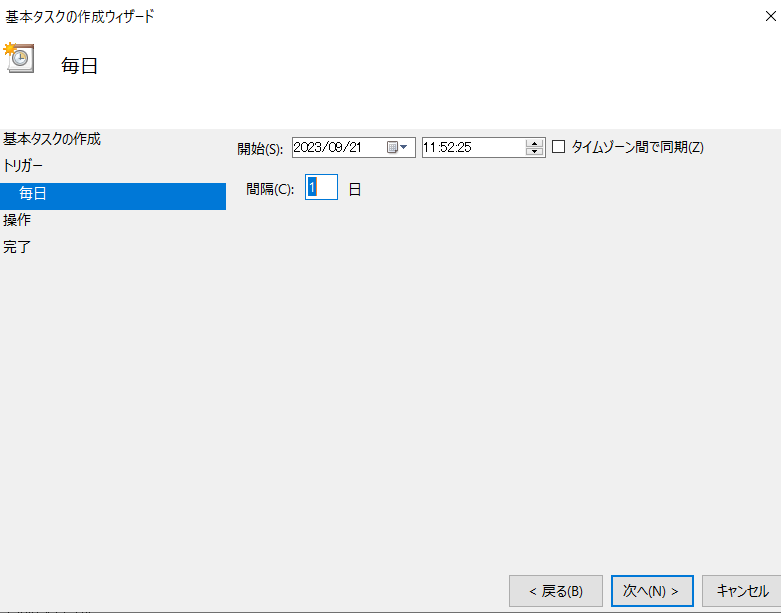 基本タスクの作成ウィザード
毎日
基本タスクの作成
トリガー
毎日
操作
完了
開始(S): 2023/09/21 11:52:25 タイムゾーン間で同期(Z)
間隔(C): 1 日
< 戻る(B) 次へ(N) > キャンセル